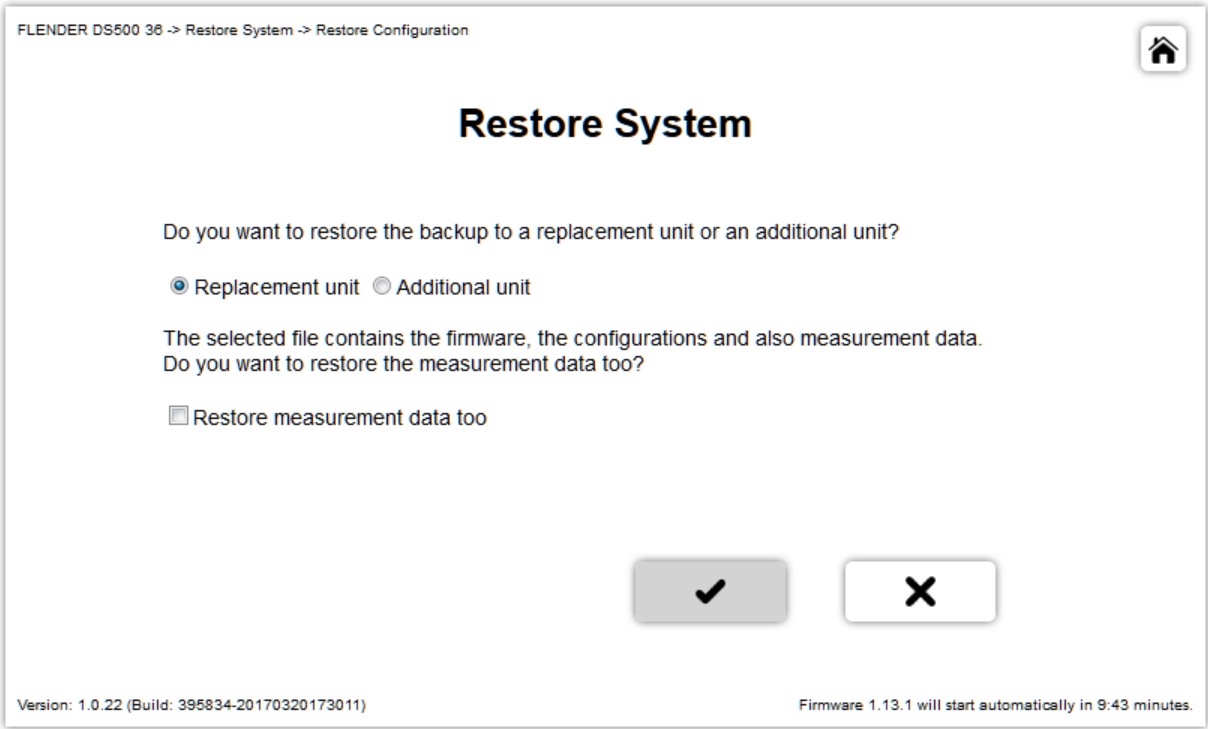 FLENDER DS500 36 -> Restore System -> Restore Configuration
Restore System
Do you want to restore the backup to a replacement unit or an additional unit?
Replacement unit Additional unit
The selected file contains the firmware, the configurations and also measurement data.
Do you want to restore the measurement data too?
Restore measurement data too
Version: 1.0.22 (Build: 395834-20170320173011) Firmware 1.13.1 will start automatically in 9:43 minutes.